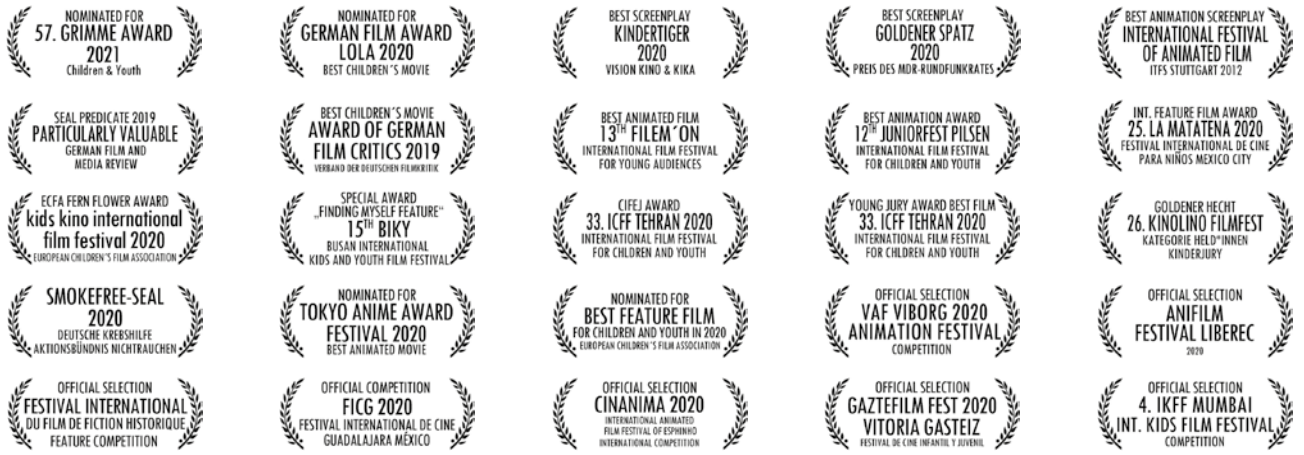 NOMINATED FOR
57. GRIMME AWARD
2021
Children & Youth
NOMINATED FOR
GERMAN FILM AWARD
LOLA 2020
BEST CHILDREN´S MOVIE
BEST SCREENPLAY
KINDERTIGER
2020
VISION KINO & KIKA
BEST SCREENPLAY
GOLDENER SPATZ
2020
PREIS DES MDR-RUNDFUNKRATES
BEST ANIMATION SCREENPLAY
INTERNATIONAL FESTIVAL
OF ANIMATED FILM
ITFS STUTTGART 2012
SEAL PREDICATE 2019
PARTICULARLY VALUABLE
GERMAN FILM AND
MEDIA REVIEW
BEST CHILDREN´S MOVIE
AWARD OF GERMAN
FILM CRITICS 2019
VERBAND DER DEUTSCHEN FILMKRITIK
BEST ANIMATED FILM
13TH FILEM´ON
INTERNATIONAL FILM FESTIVAL
FOR YOUNG AUDIENCES
BEST ANIMATION AWARD
12TH JUNIORFEST PILSEN
INTERNATIONAL FILM FESTIVAL
FOR CHILDREN AND YOUTH
INT. FEATURE FILM AWARD
25. LA MATATENA 2020
FESTIVAL INTERNATIONAL DE CINE
PARA NIÑOS MEXICO CITY
ECFA FERN FLOWER AWARD
kids kino international
film festival 2020
EUROPEAN CHILDREN´S FILM ASSOCIATION
SPECIAL AWARD
„FINDING MYSELF FEATURE“
15TH BIKY
BUSAN INTERNATIONAL
KIDS AND YOUTH FILM FESTIVAL
CIFEJ AWARD
33. ICFF TEHRAN 2020
INTERNATIONAL FILM FESTIVAL
FOR CHLDREN AND YOUTH
YOUNG JURY AWARD BEST FILM
33. ICFF TEHRAN 2020
INTERNATIONAL FILM FESTIVAL
FOR CHLDREN AND YOUTH
GOLDENER HECHT
26. KINOLINO FILMFEST
KATEGORIE HELD*INNEN
KINDERJURY
SMOKEFREE-SEAL
2020
DEUTSCHE KREBSHILFE
AKTIONSBÜNDNIS NICHTRAUCHEN
NOMINATED FOR
TOKYO ANIME AWARD
FESTIVAL 2020
BEST ANIMATED MOVIE
NOMINATED FOR
BEST FEATURE FILM
FOR CHILDREN AND YOUTH IN 2020
EUROPEAN CHILDREN´S FILM ASSOCIATION
OFFICIAL SELECTION
VAF VIBORG 2020
ANIMATION FESTIVAL
COMPETITION
OFFICIAL SELECTION
ANIFILM
FESTIVAL LIBEREC
2020
OFFICIAL SELECTION
FESTIVAL INTERNATIONAL
DU FILM DE FICTION HISTORIQUE
FEATURE COMPETITION
OFFICIAL COMPETITION
FICG 2020
FESTIVAL INTERNATIONAL DE CINE
GUADALAJARA MÉXICO
OFFICIAL SELECTION
CINANIMA 2020
INTERNATIONAL ANIMATED
FILM FESTIVAL OF ESPHINHO
INTERNATIONAL COMPETITION
OFFICIAL SELECTION
GAZTEFILM FEST 2020
VITORIA GASTEIZ
FESTIVAL DE CINE INFANTIL Y JUVENIL
OFFICIAL SELECTION
4. IKFF MUMBAI
INT. KIDS FILM FESTIVAL
COMPETITION